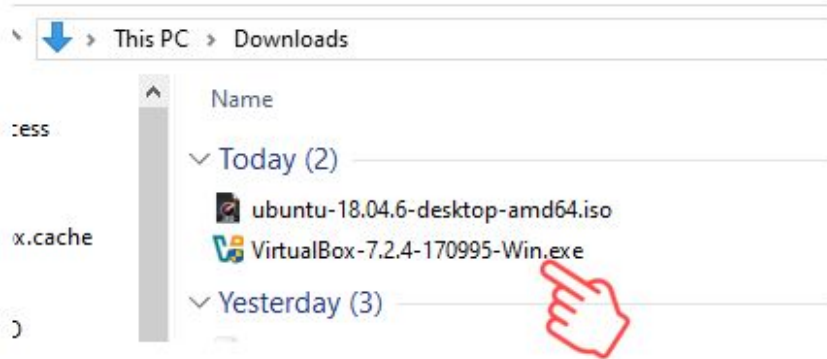 This PC > Downloads
Name
Today (2)
ubuntu-18.04.6-desktop-amd64.iso
x.cache
VirtualBox-7.2.4-170995-Win.exe
Yesterday (3)